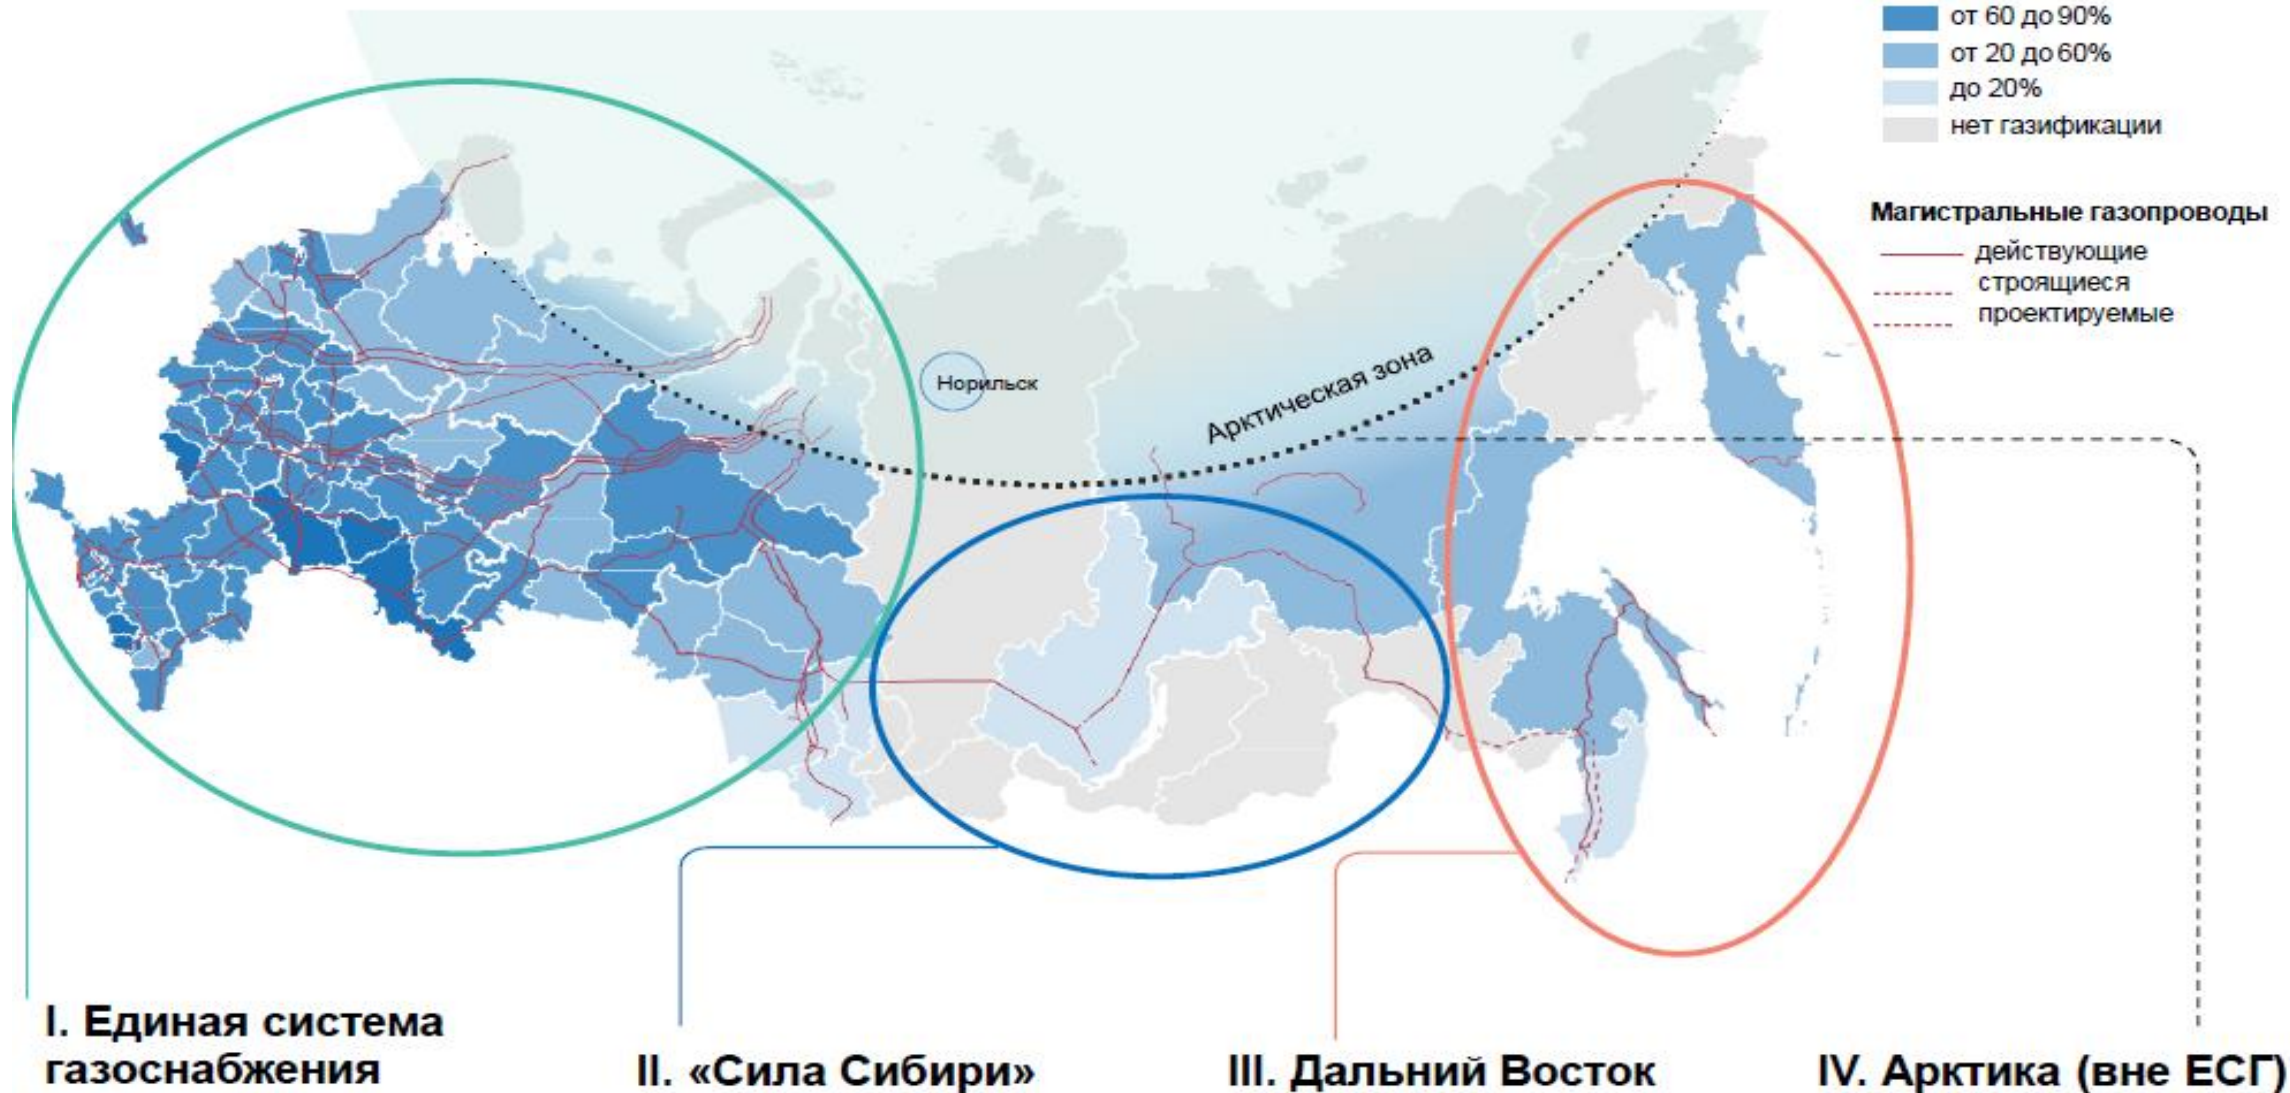 от 60 до 90%
от 20 до 60%
до 20%
нет газификации
Магистральные газопроводы
действующие
строящиеся
проектируемые
Норильск
Арктическая зона
I. Единая система
газоснабжения
II. «Сила Сибири»
III. Дальний Восток
IV. Арктика (вне ЕСГ)